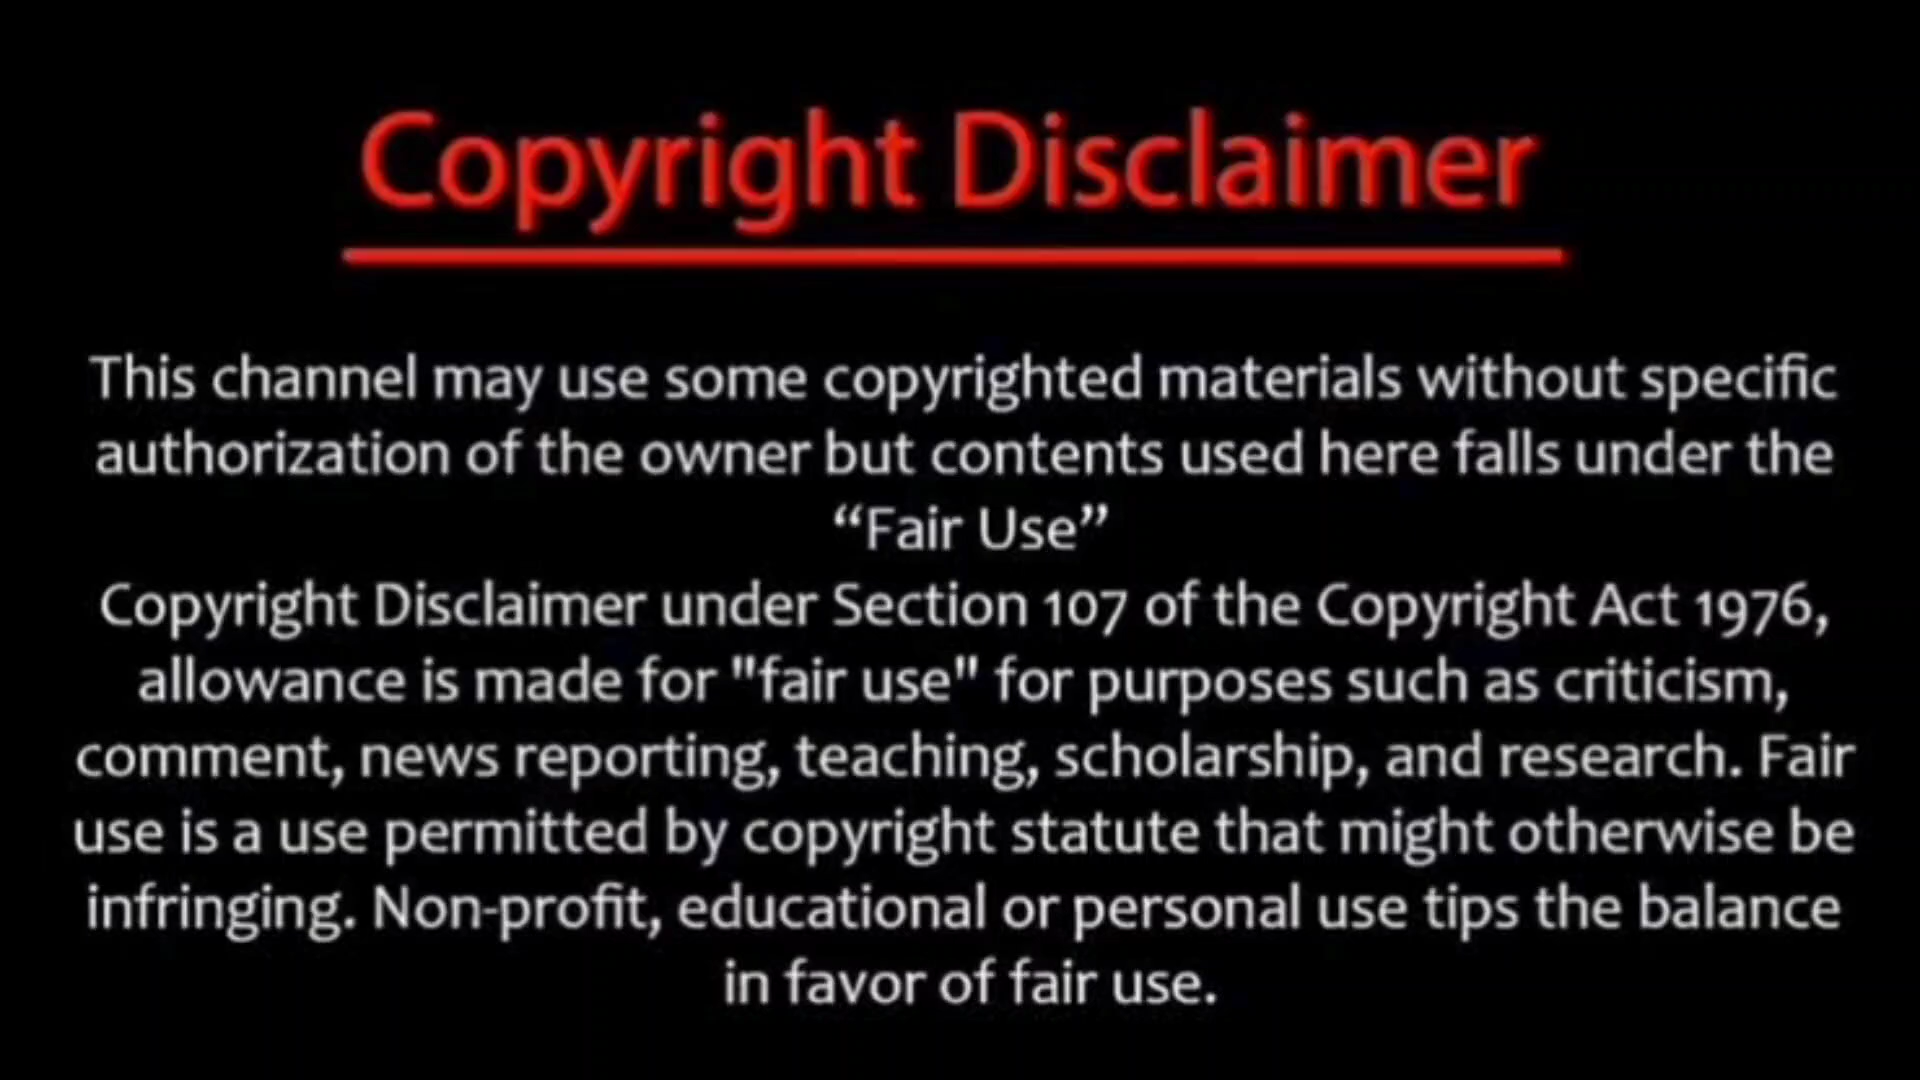 Copyright Disclaimer
This channel may use some copyrighted materials without specific
authorization of the owner but contents used here falls under the
“Fair Use”
Copyright Disclaimer under Section 107 of the Copyright Act 1976,
allowance is made for "fair use" for purposes such as criticism,
comment, news reporting, teaching, scholarship, and research. Fair
use is a use permitted by copyright statute that might otherwise be
infringing. Non-profit, educational or personal use tips the balance
in favor of fair use.